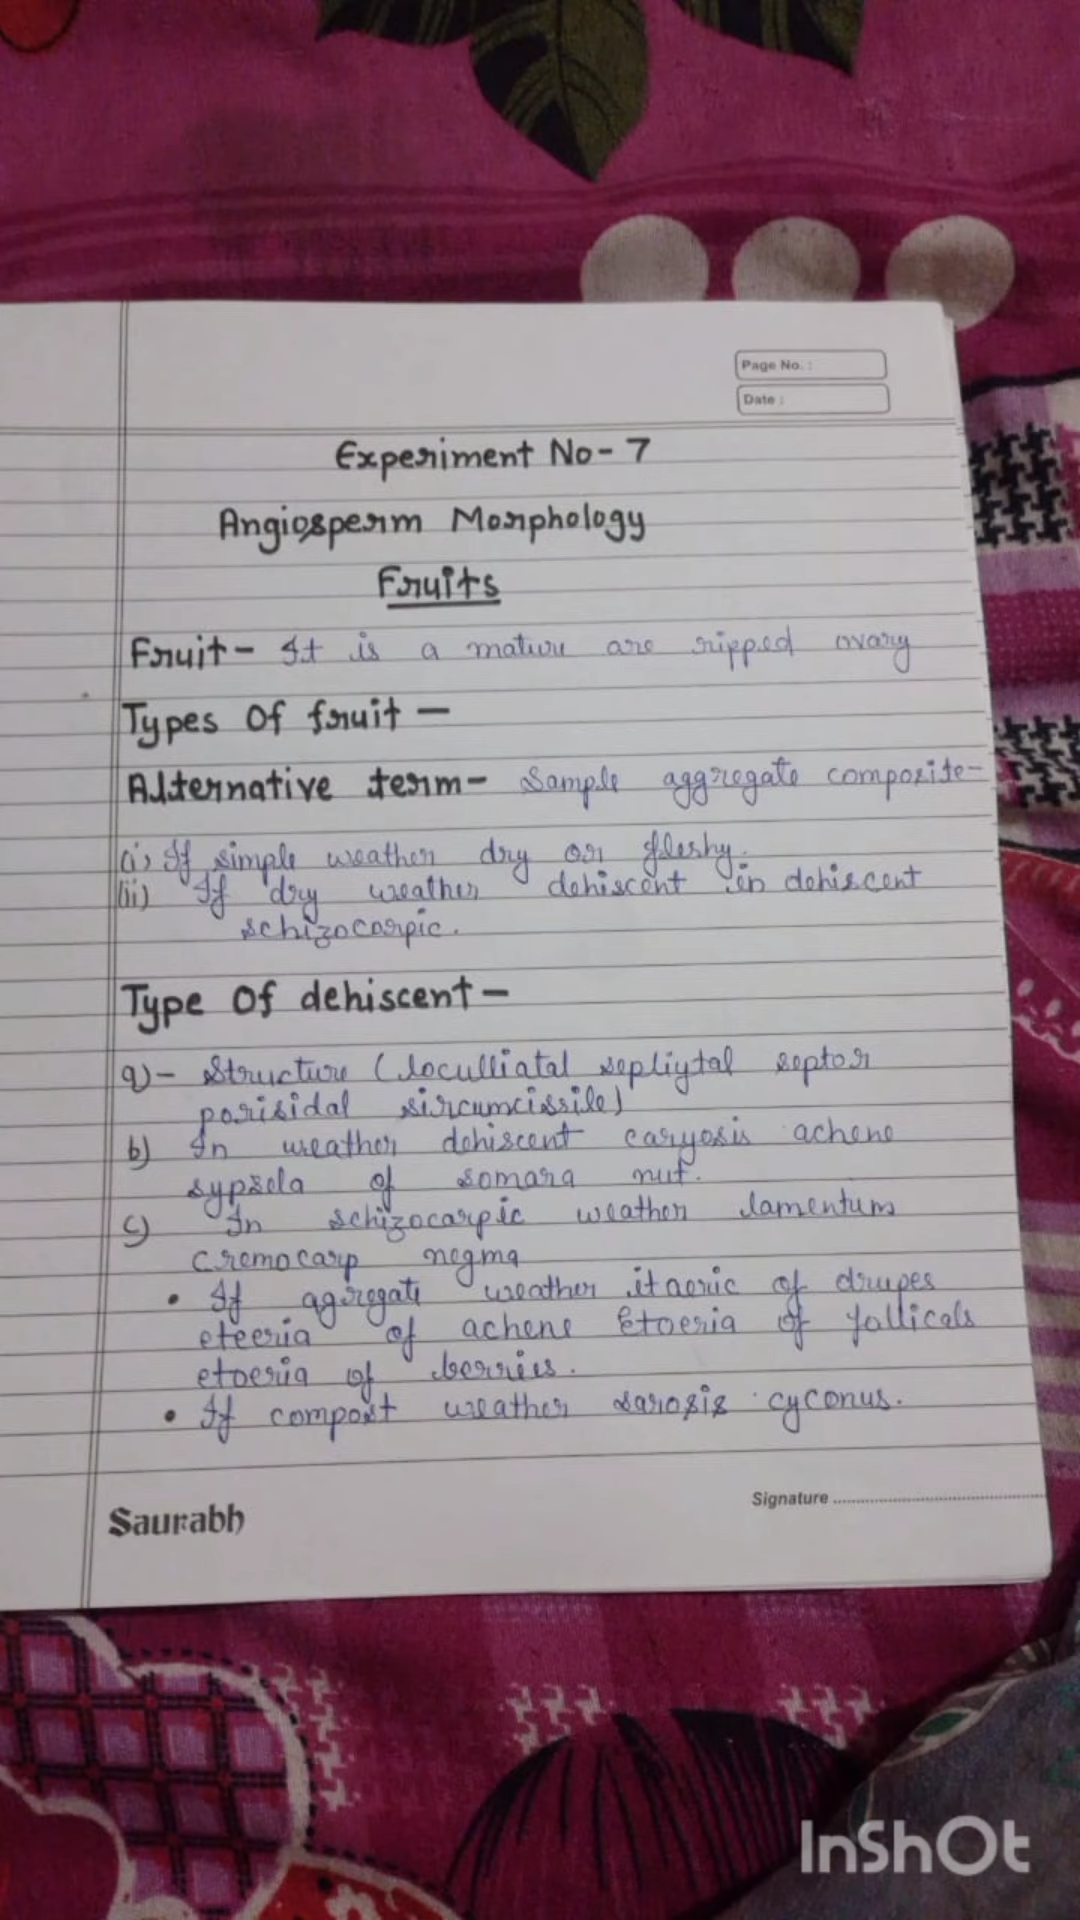 Page No. :
Date :
Experiment No- 7
Angiosperm Morphology
Fruits
Fruit- It is a mature are ripped ovary
Types Of fruit -
Alternative term- Sample aggregate compozite-
(i) If simple weather dry or fleshy.
(ii) If dry weather dehiscent in dehiscent
schizocarpic.
Type Of dehiscent -
a)- Structure (loculliatal sepliytal septor
porisidal sircumcissile)
b) In weather dehiscent caryosis achene
sypsela of somara nut.
c) In schizocarpic weather lamentum
cremocarp negma
• If aggregate weather itaeric of drupes
eteeria of achene Etoeria of follicals
etoeria of berries.
• If compost weather sarosis cyconus.
Signature
Saurabh
InShOt